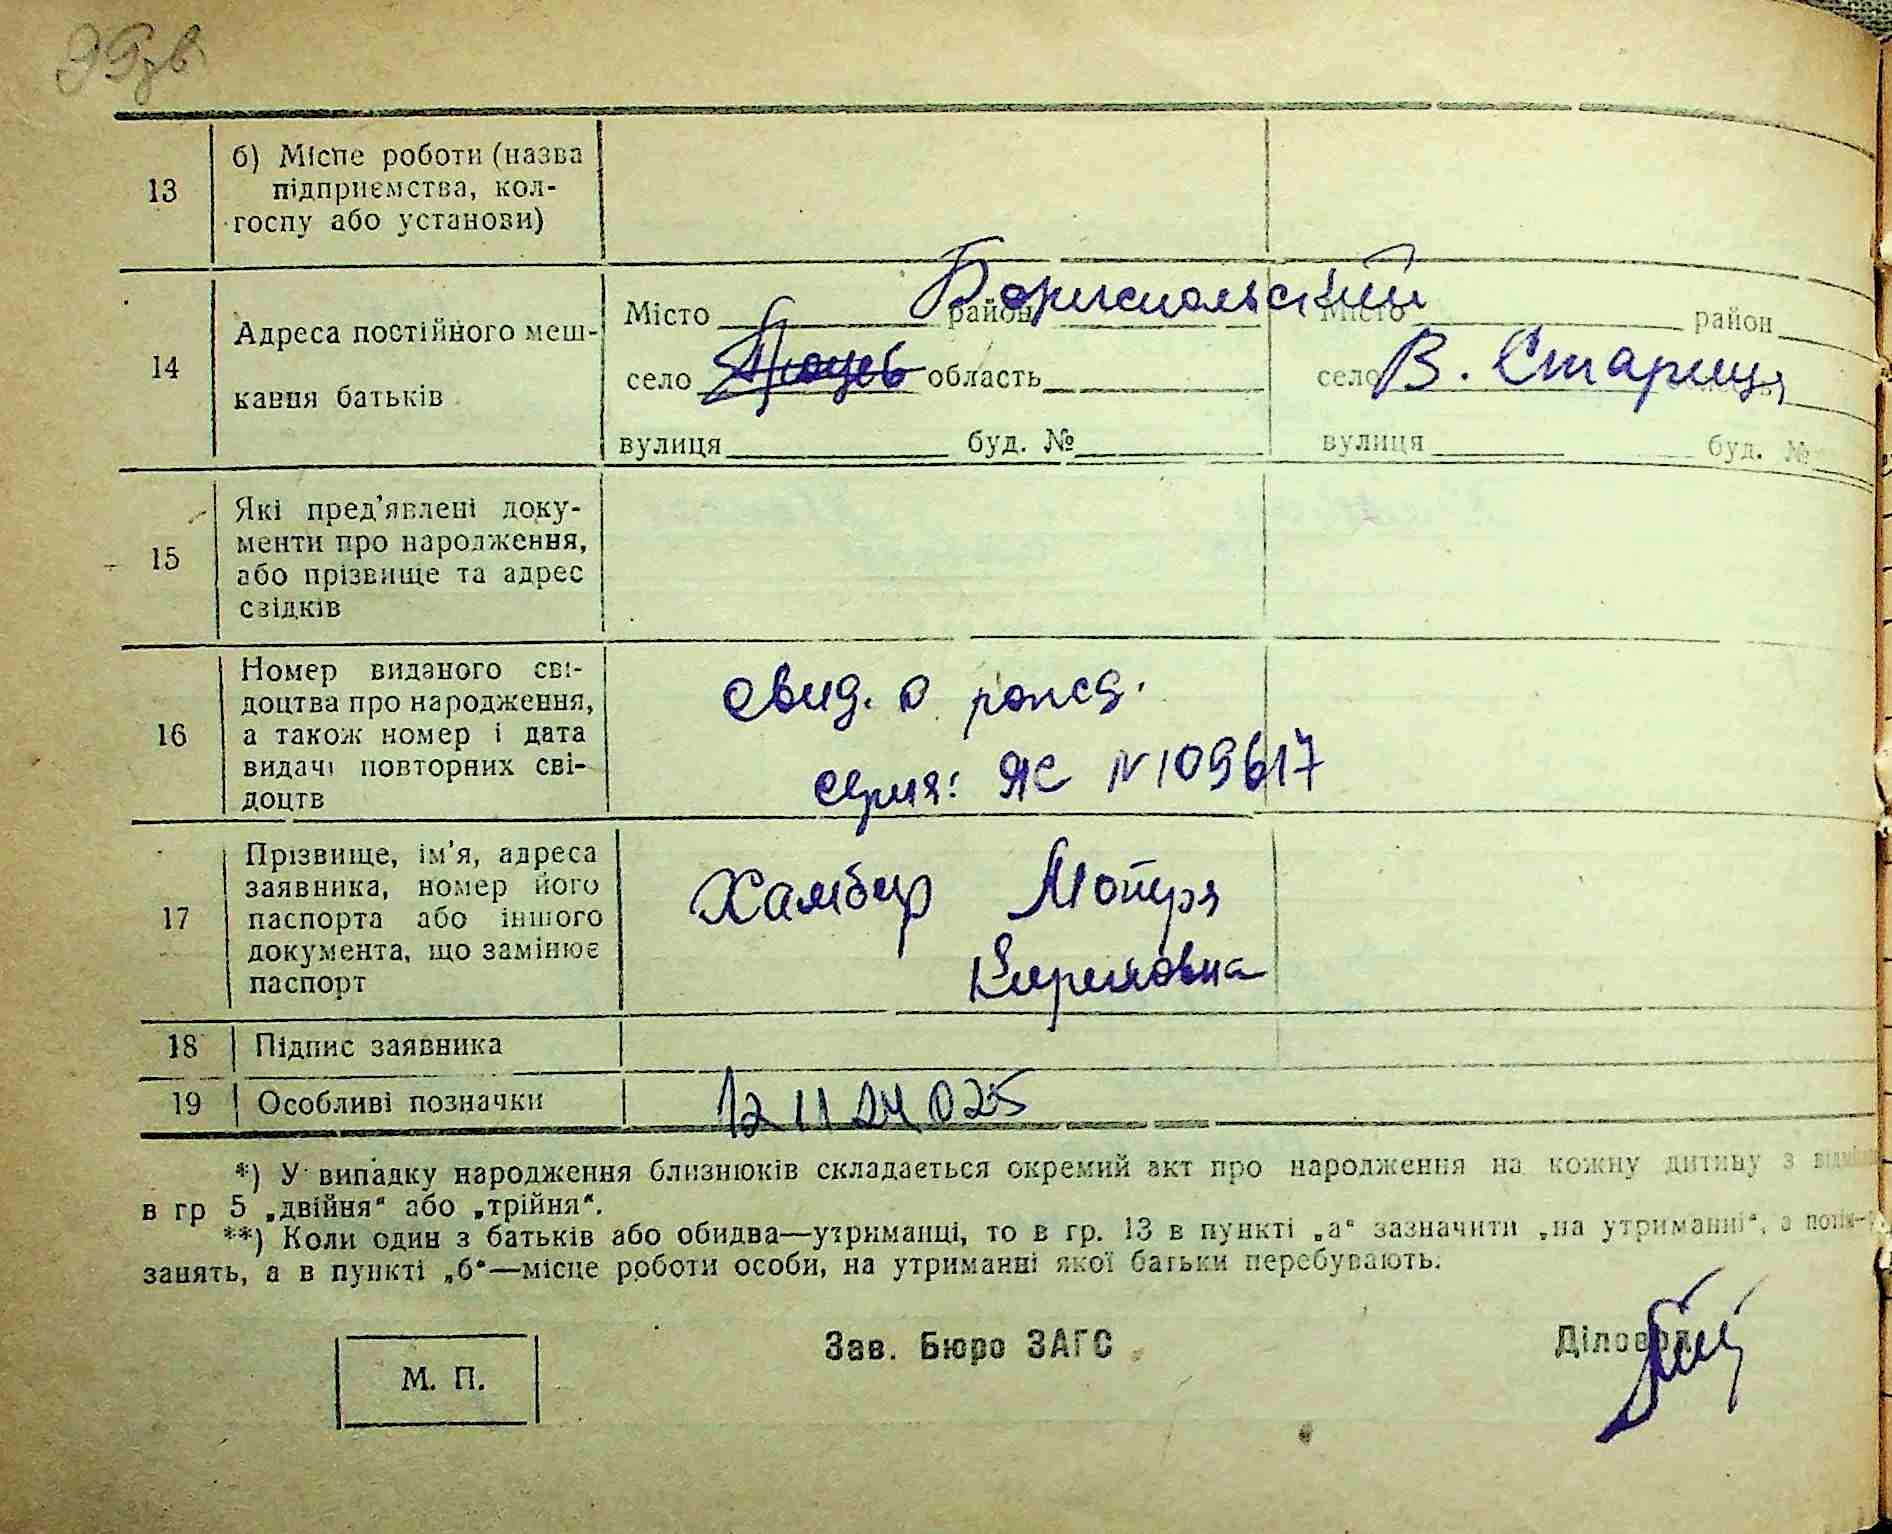 99зв
13
б) Місце роботи (назва
підприємства, кол-
госпу або установи)
14
Адреса постійного меш-
кання батьків
Місто район Бориспольский Місто район
село область село В. Стариця
вулиця буд. № вулиця буд. №
15
Які пред'явлені доку-
менти про народження,
або прізвище та адрес
свідків
16
Номер виданого сві-
доцтва про народження,
а також номер і дата
видачі повторних сві-
доцтв
свид. о рожд.
серия: ЯС N 109617
17
Прізвище, ім'я, адреса
заявника, номер його
паспорта або іншого
документа, що замінює
паспорт
Хамбир Мотря
18 Підпис заявника
19 Особливі позначки
12 11 24 025
*) У випадку народження близнюків складається окремий акт про народження на кожну дитину з
в гр 5 „двійня“ або „трійня“.
**) Коли один з батьків або обидва—утриманці, то в гр. 13 в пункті „а“ зазначити „на утриманні“, а
занять, а в пункті „б“—місце роботи особи, на утриманні якої батьки перебувають.
М. П.
Зав. Бюро ЗАГС
Діловод